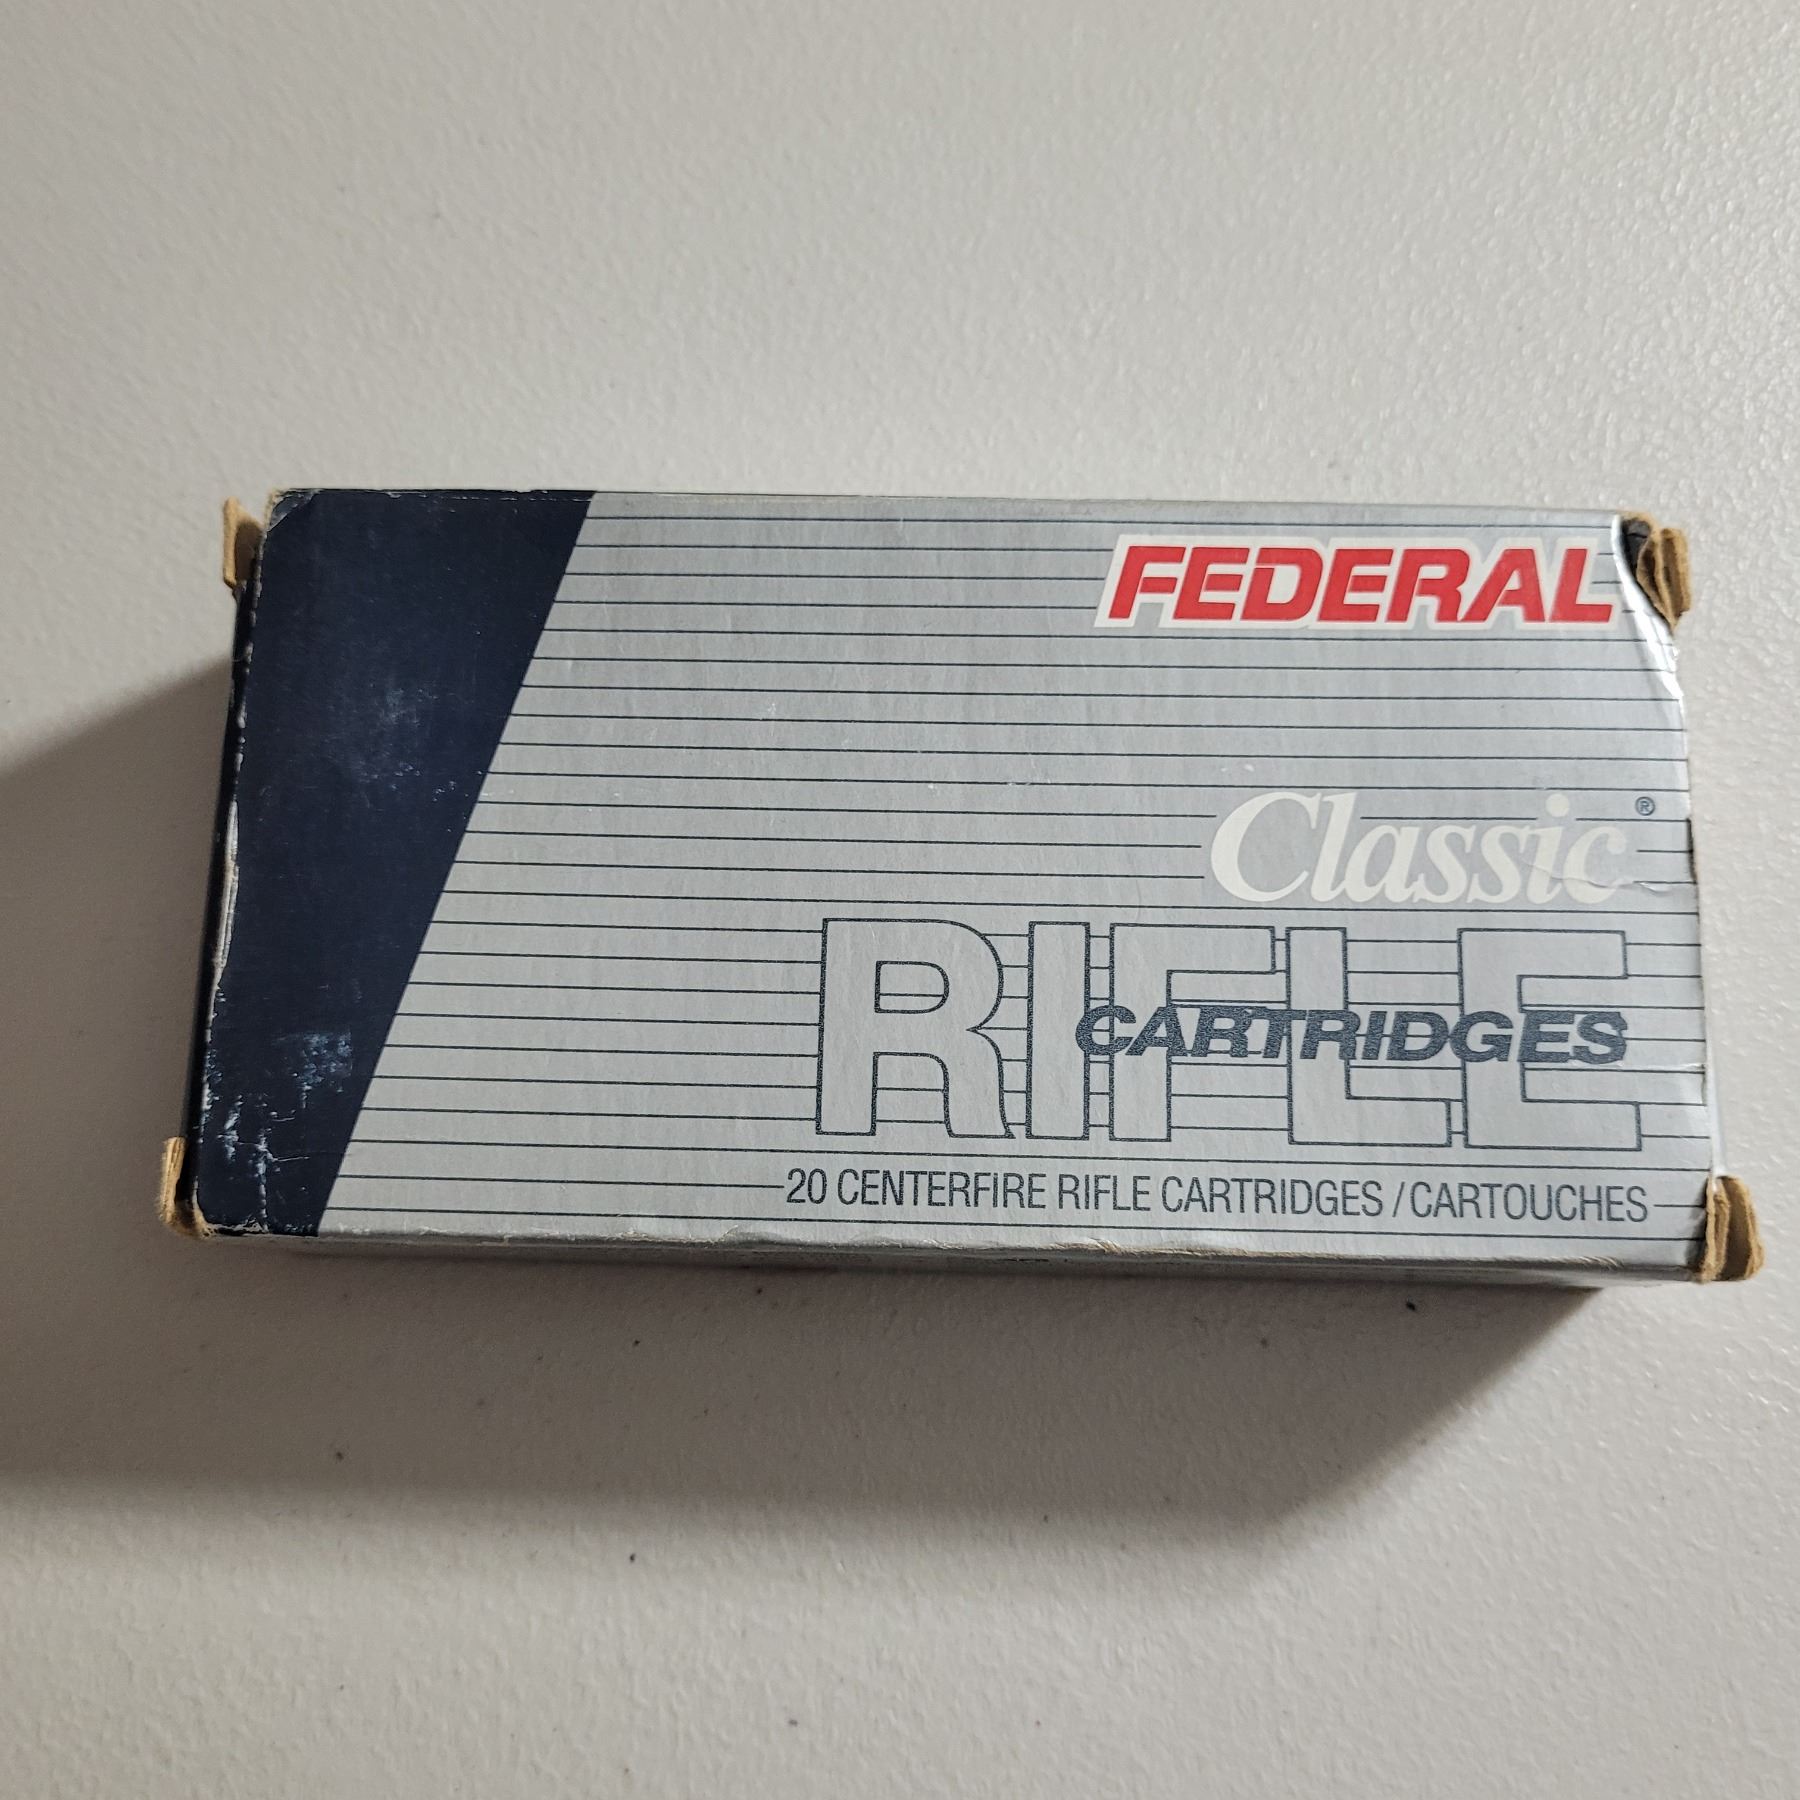 FEDERAL
Classic®
RIFLE
CARTRIDGES
20 CENTERFIRE RIFLE CARTRIDGES / CARTOUCHES